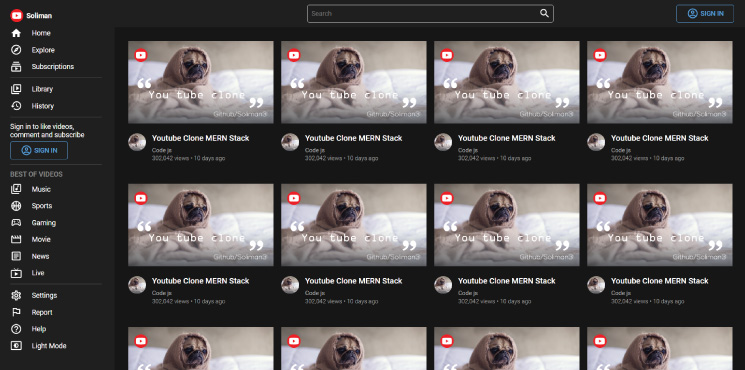 Soliman
Home
Explore
Subscriptions
Library
History
Sign in to like videos,
comment and subscribe
SIGN IN
BEST OF VIDEOS
Music
Sports
Gaming
Movie
News
Live
Settings
Report
Help
Light Mode
Search
SIGN IN
“
You tube clone
”
Github/Soliman3
Youtube Clone MERN Stack
Code js
302,042 views • 10 days ago
“
You tube clone
”
Github/Soliman3
Youtube Clone MERN Stack
Code js
302,042 views • 10 days ago
“
You tube clone
”
Github/Soliman3
Youtube Clone MERN Stack
Code js
302,042 views • 10 days ago
“
You tube clone
”
Github/Soliman3
Youtube Clone MERN Stack
Code js
302,042 views • 10 days ago
“
You tube clone
”
Github/Soliman3
Youtube Clone MERN Stack
Code js
302,042 views • 10 days ago
“
You tube clone
”
Github/Soliman3
Youtube Clone MERN Stack
Code js
302,042 views • 10 days ago
“
You tube clone
”
Github/Soliman3
Youtube Clone MERN Stack
Code js
302,042 views • 10 days ago
“
You tube clone
”
Github/Soliman3
Youtube Clone MERN Stack
Code js
302,042 views • 10 days ago